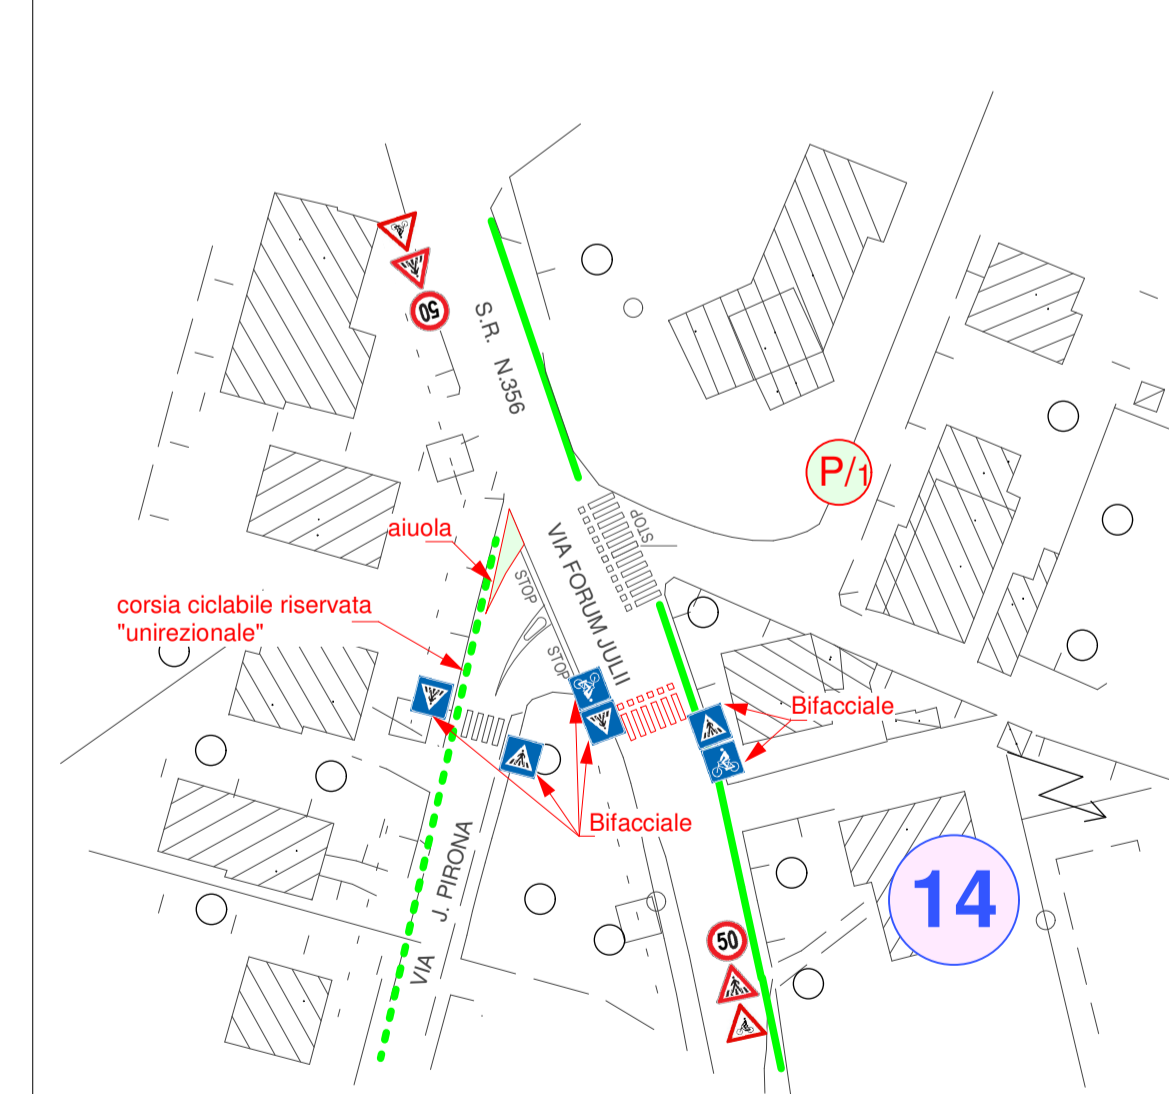 50
S.R. N.356
P/1
aiuola
STOP
VIA FORUM JULII
STOP
corsia ciclabile riservata
"unirezionale"
STOP
Bifacciale
Bifacciale
VIA J. PIRONA
14
50